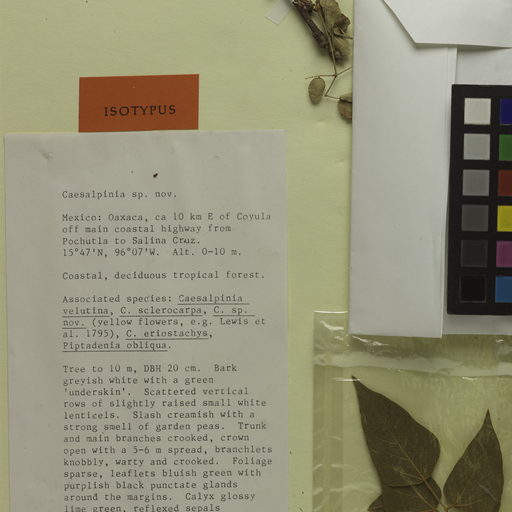 ISOTYPUS
Caesalpinia sp. nov.
Mexico: Oaxaca, ca 10 km E of Coyula
off main coastal highway from
Pochutla to Salina Cruz.
15°47'N, 96°07'W. Alt. 0-10 m.
Coastal, deciduous tropical forest.
Associated species: Caesalpinia
velutina, C. sclerocarpa, C. sp.
nov. (yellow flowers, e.g. Lewis et
al. 1795), C. eriostachys,
Piptadenia obliqua.
Tree to 10 m, DBH 20 cm. Bark
greyish white with a green
'underskin'. Scattered vertical
rows of slightly raised small white
lenticels. Slash creamish with a
strong smell of garden peas. Trunk
and main branches crooked, crown
open with a 5-6 m spread, branchlets
knobbly, warty and crooked. Foliage
sparse, leaflets bluish green with
purplish black punctate glands
around the margins. Calyx glossy
lime green, reflexed sepals